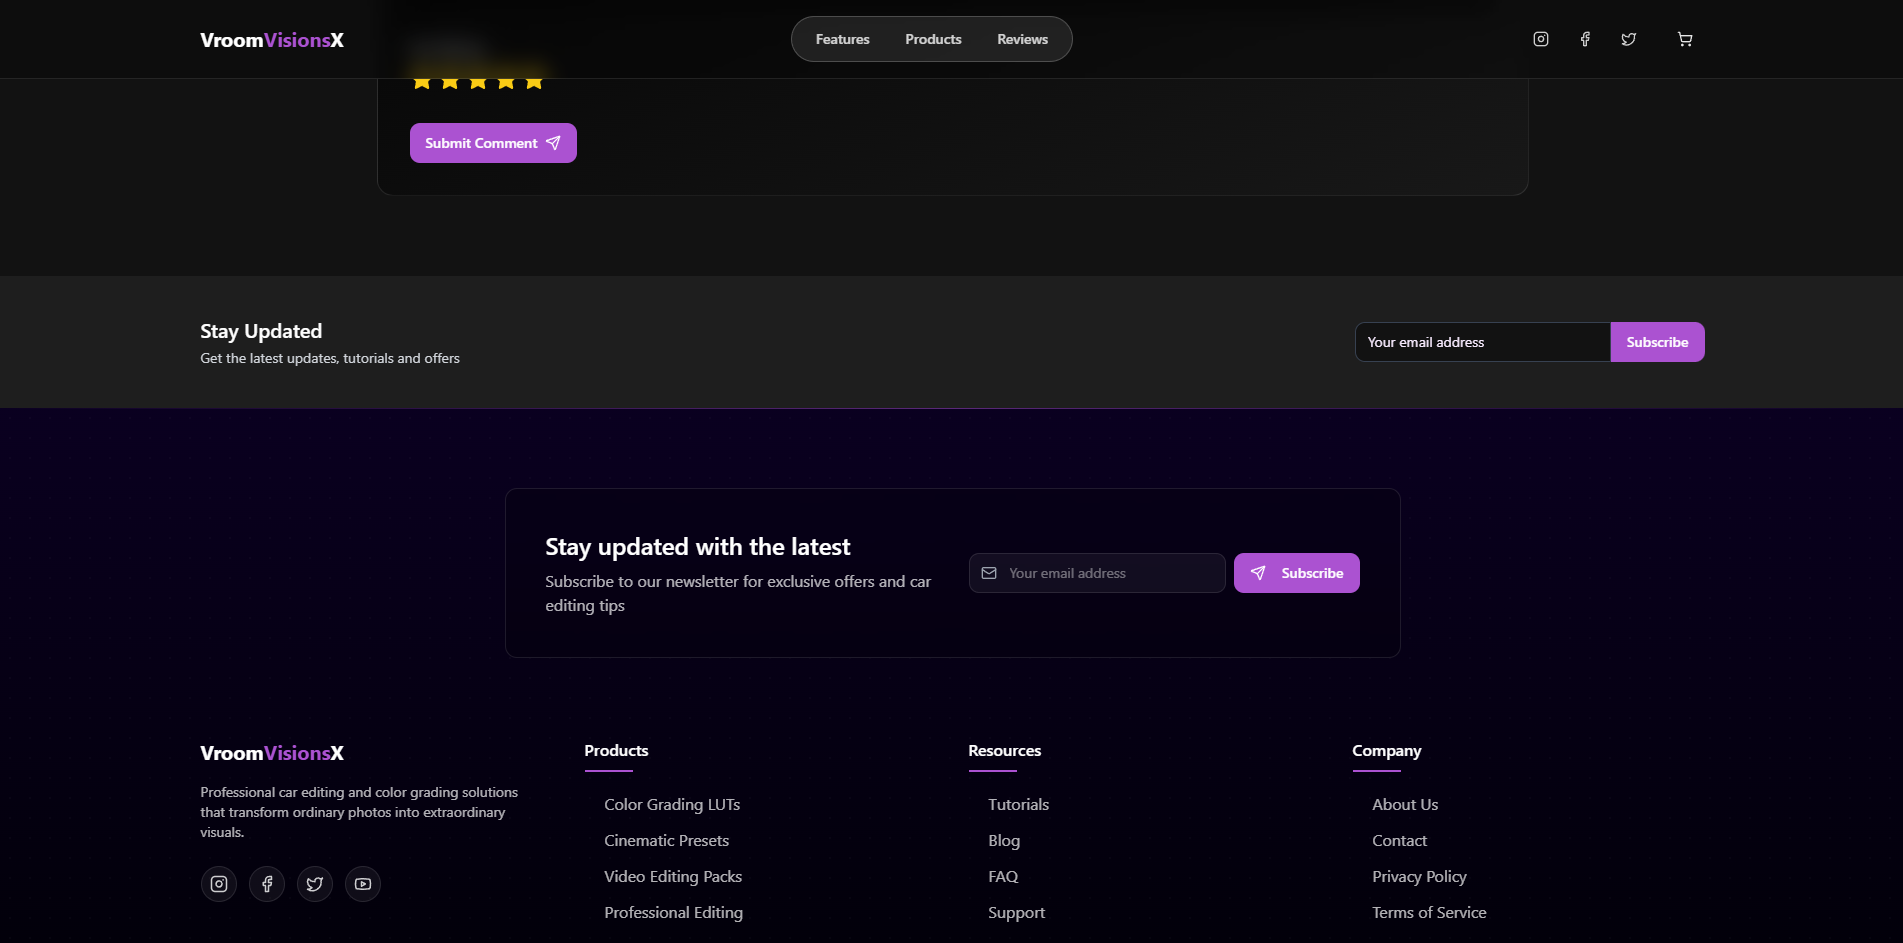 VroomVisionsX
Features Products Reviews
Submit Comment
Stay Updated
Get the latest updates, tutorials and offers
Your email address Subscribe
Stay updated with the latest
Subscribe to our newsletter for exclusive offers and car
editing tips
Your email address Subscribe
VroomVisionsX
Professional car editing and color grading solutions
that transform ordinary photos into extraordinary
visuals.
Products
Color Grading LUTs
Cinematic Presets
Video Editing Packs
Professional Editing
Resources
Tutorials
Blog
FAQ
Support
Company
About Us
Contact
Privacy Policy
Terms of Service